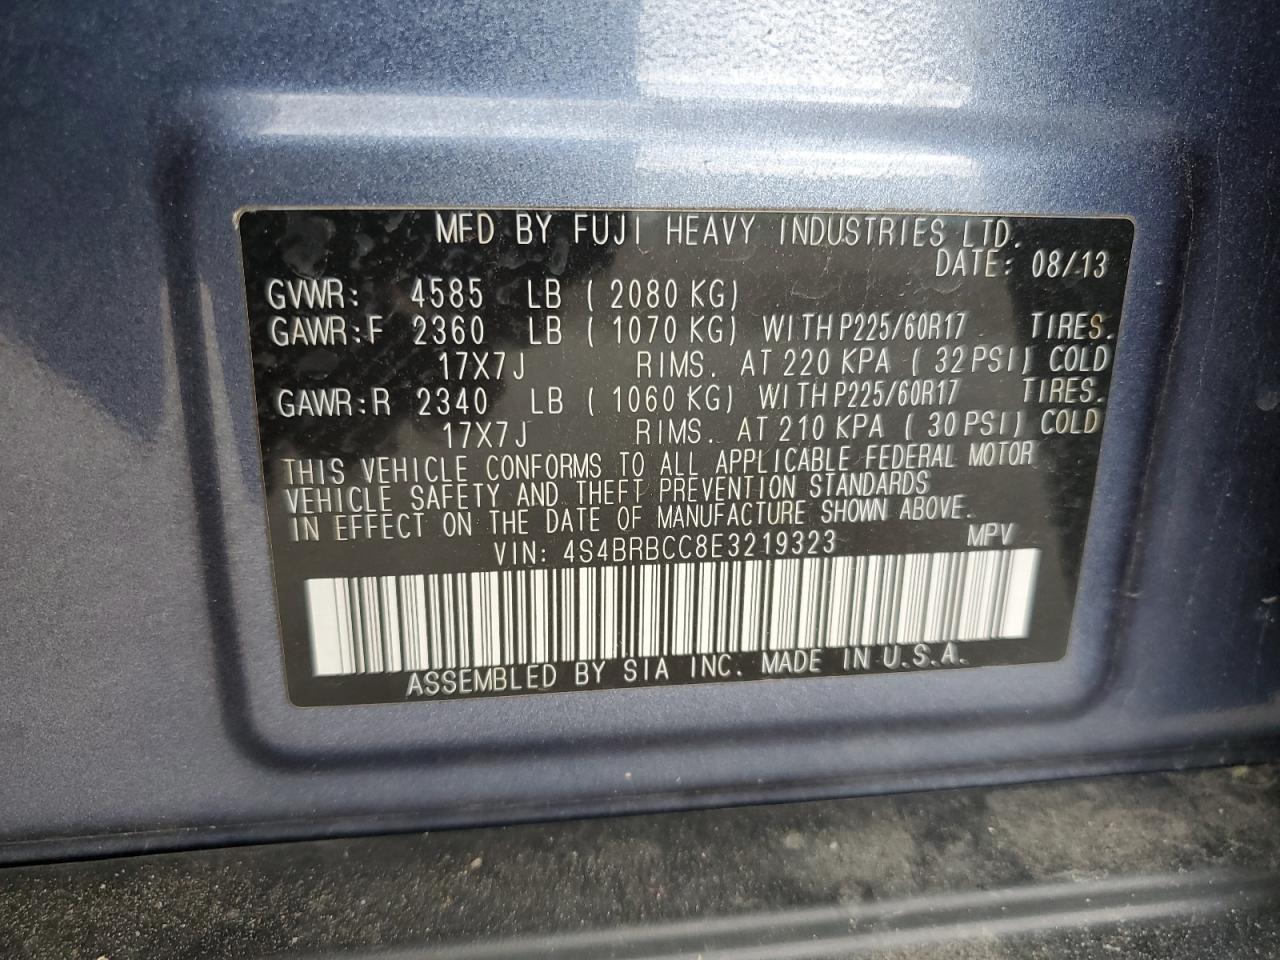 MFD BY FUJI HEAVY INDUSTRIES LTD.
DATE: 08/13
GVWR: 4585 LB ( 2080 KG)
GAWR:F 2360 LB ( 1070 KG) WITH P225/60R17 TIRES.
17X7J RIMS. AT 220 KPA ( 32 PSI) COLD
GAWR:R 2340 LB ( 1060 KG) WITH P225/60R17 TIRES.
17X7J RIMS. AT 210 KPA ( 30 PSI) COLD
THIS VEHICLE CONFORMS TO ALL APPLICABLE FEDERAL MOTOR
VEHICLE SAFETY AND THEFT PREVENTION STANDARDS
IN EFFECT ON THE DATE OF MANUFACTURE SHOWN ABOVE.
VIN: 4S4BRBCC8E3219323 MPV
ASSEMBLED BY SIA INC. MADE IN U.S.A.